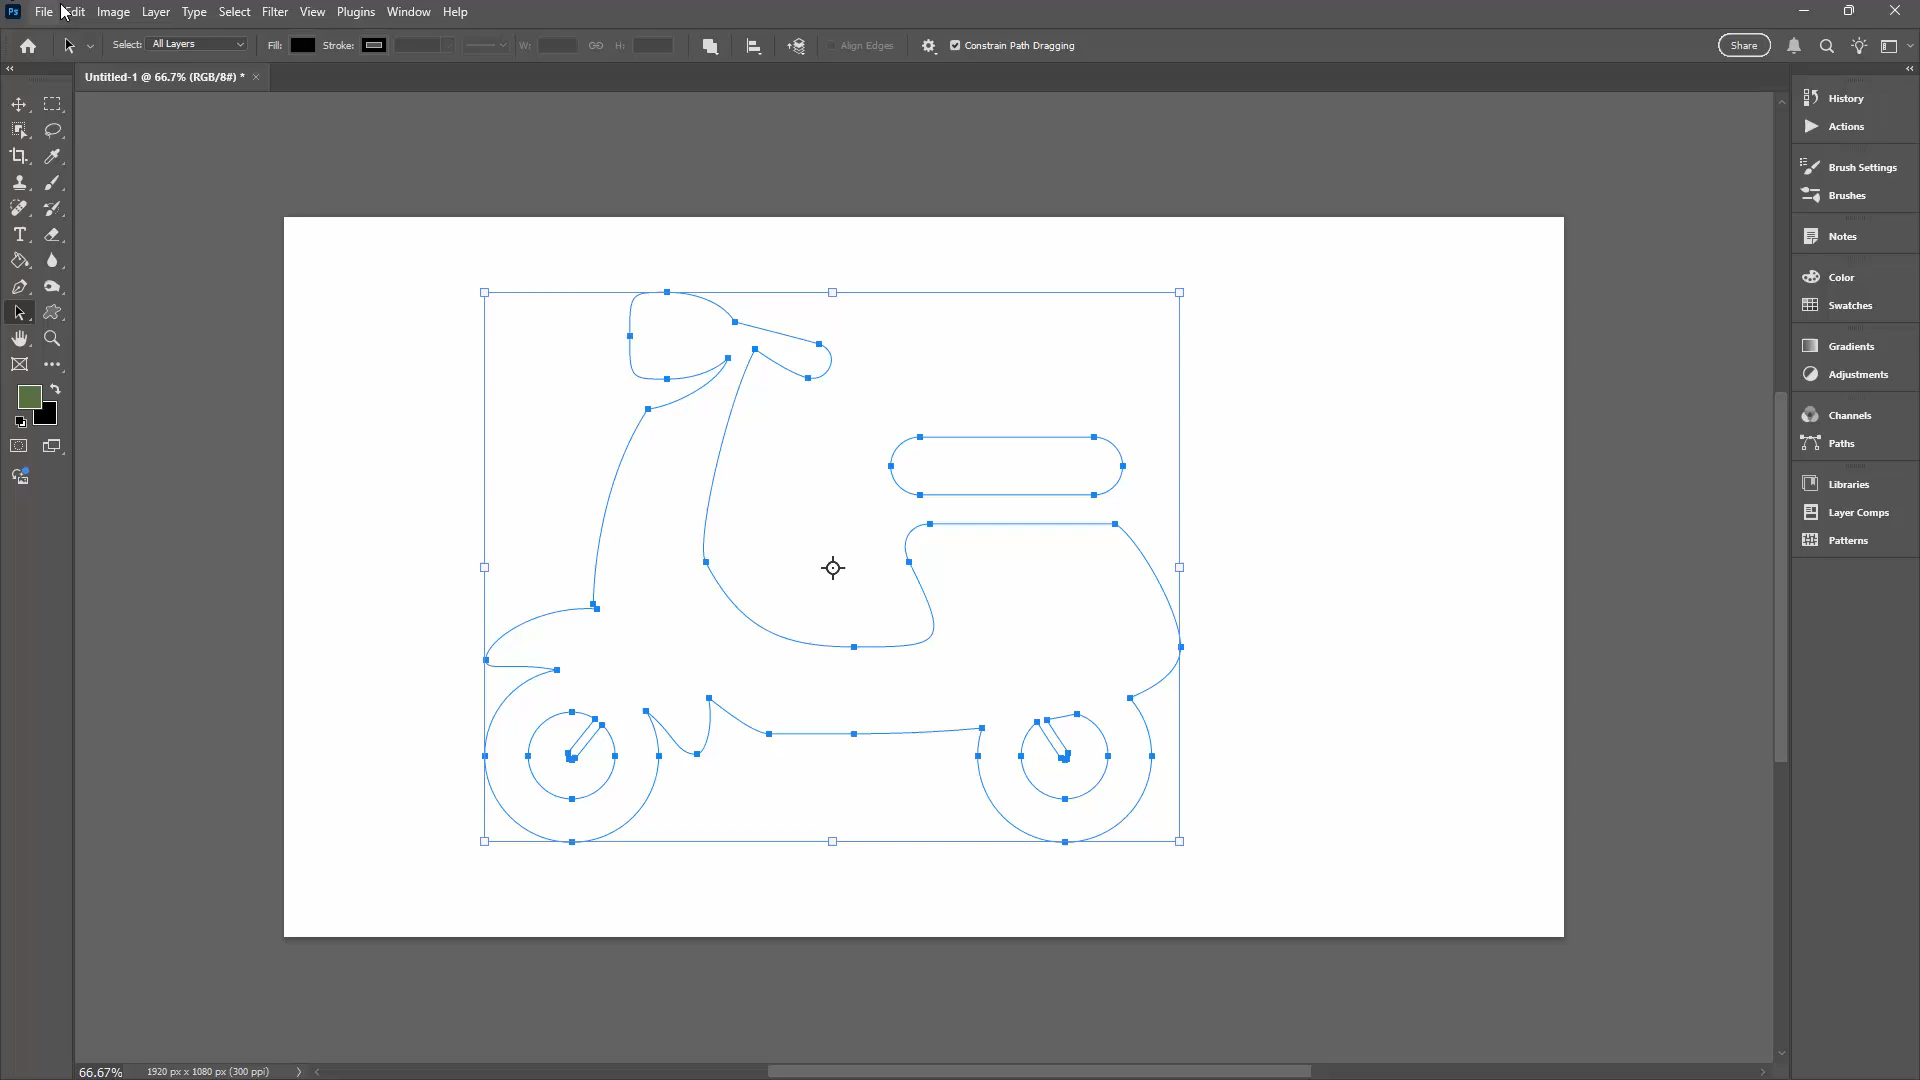 Ps File Edit Image Layer Type Select Filter View Plugins Window Help
Select: All Layers Fill: Stroke: W: H: Align Edges Constrain Path Dragging Share
Untitled-1 @ 66.7% (RGB/8#) *
History
Actions
Brush Settings
Brushes
Notes
Color
Swatches
Gradients
Adjustments
Channels
Paths
Libraries
Layer Comps
Patterns
66.67% 1920 px x 1080 px (300 ppi)